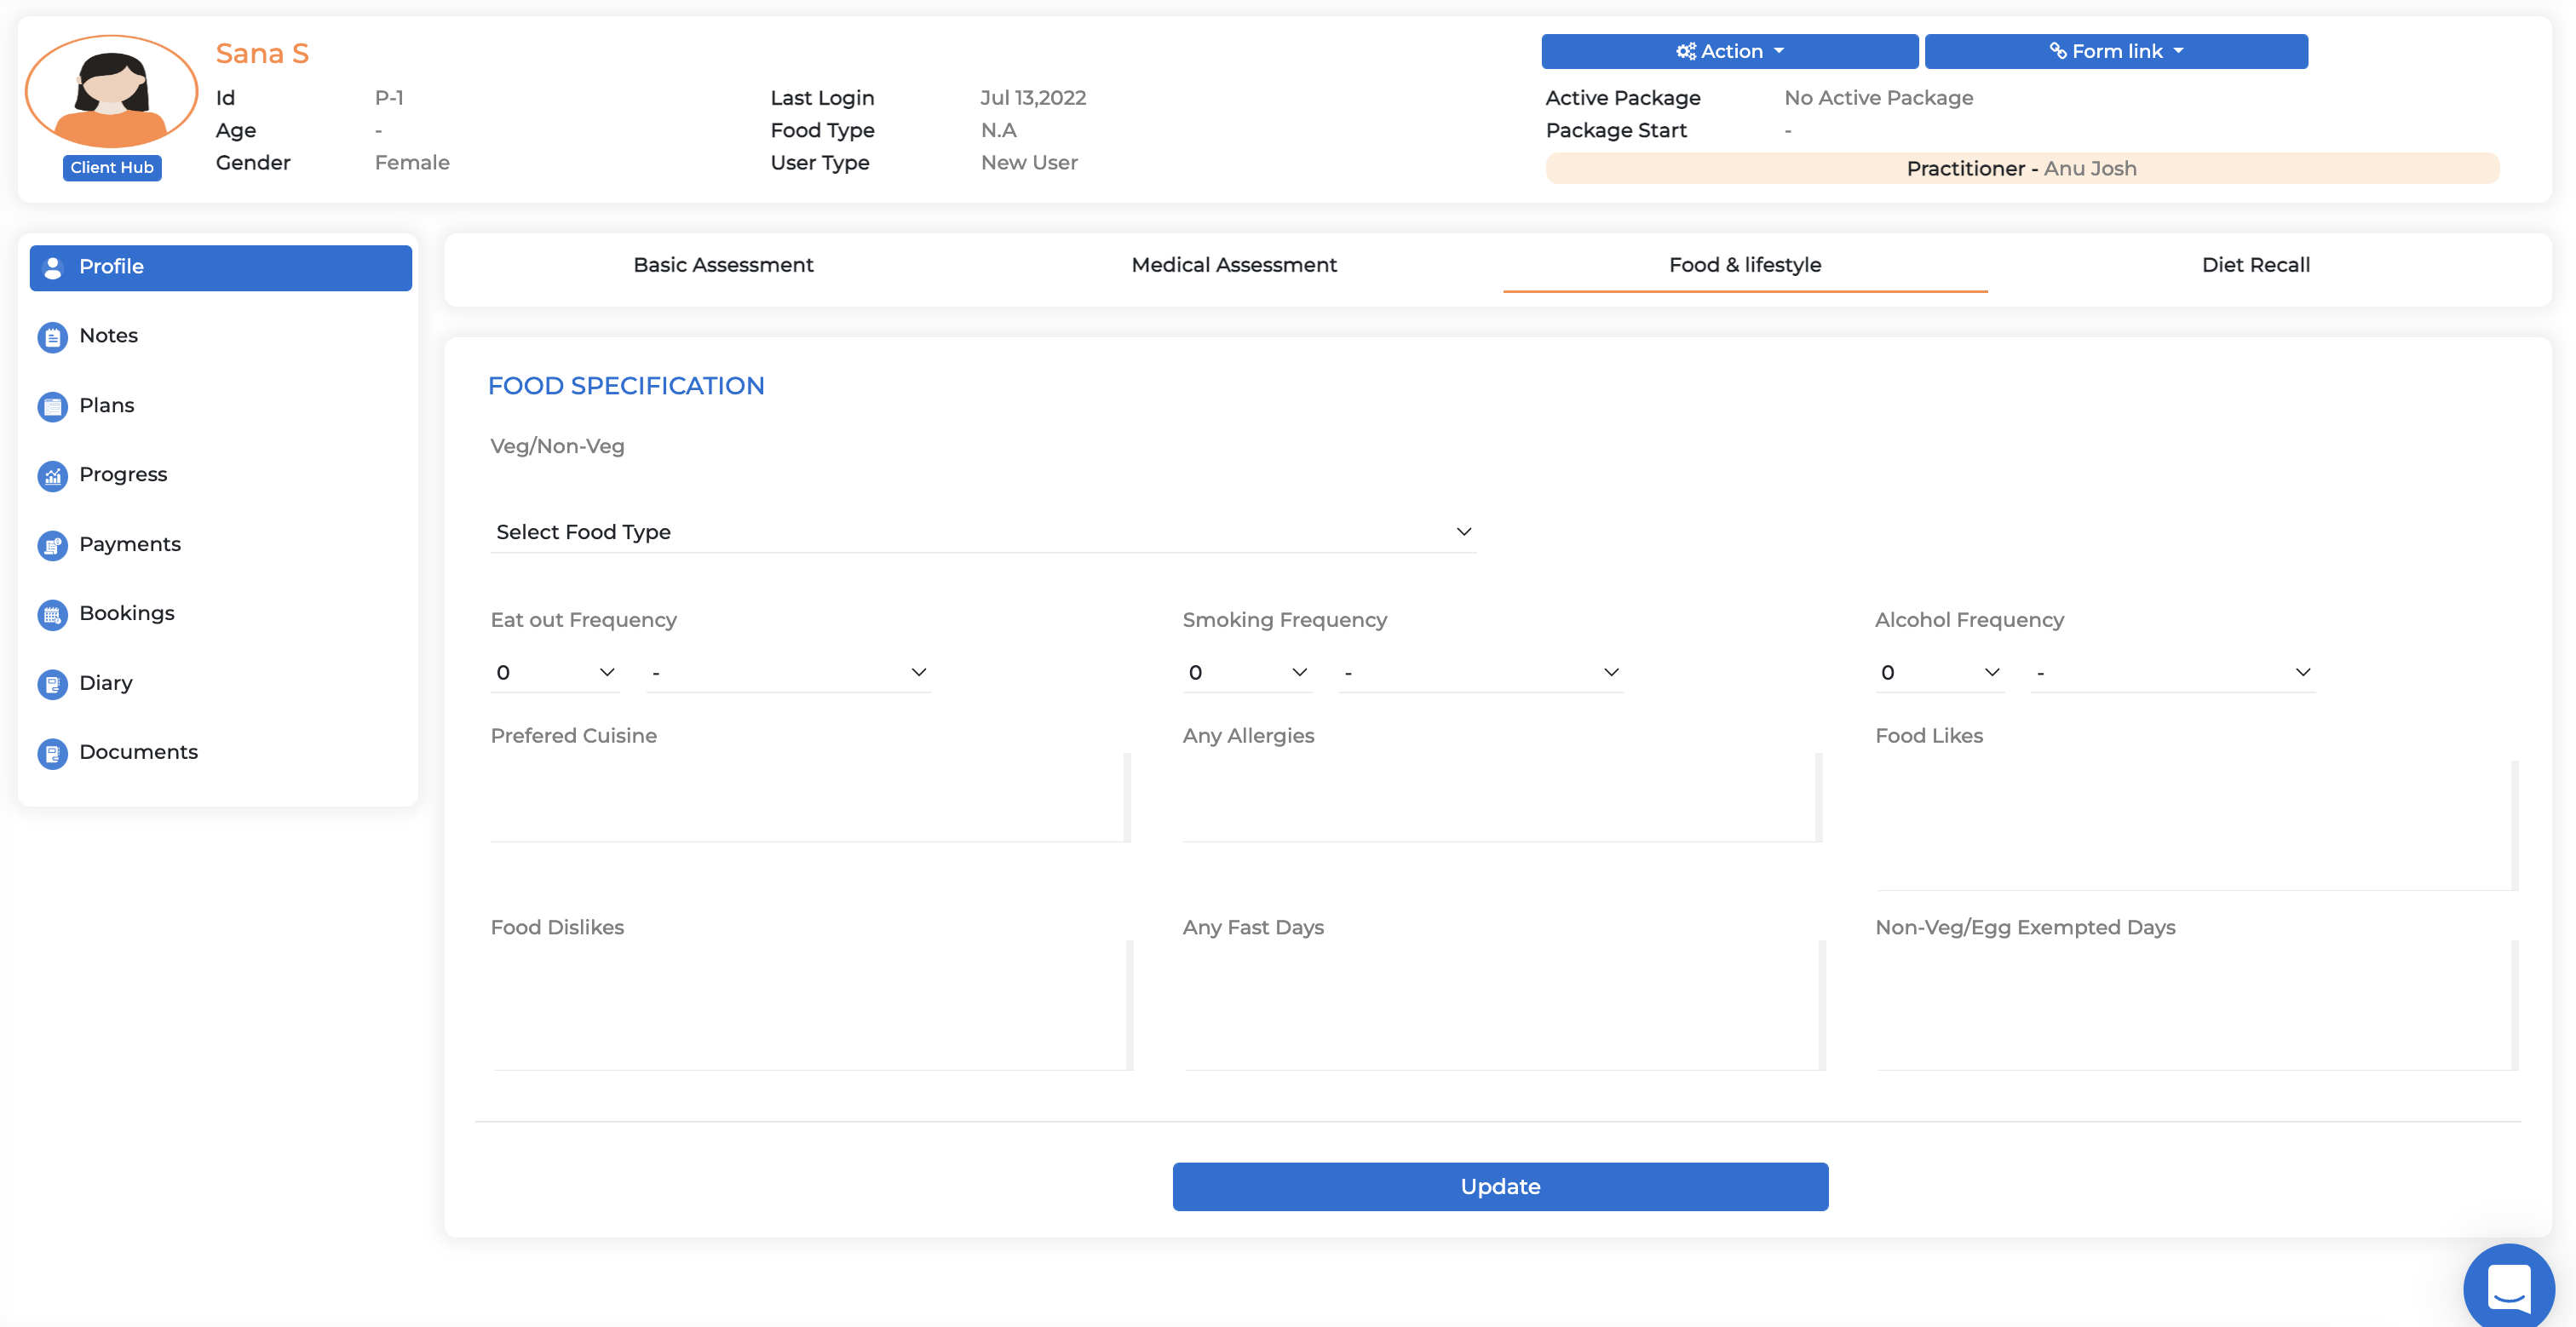 Sana S
Action
Form link
Id P-1
Last Login Jul 13,2022
Active Package No Active Package
Age -
Food Type N.A
Package Start -
Gender Female
User Type New User
Practitioner - Anu Josh
Client Hub
Profile
Notes
Plans
Progress
Payments
Bookings
Diary
Documents
Basic Assessment
Medical Assessment
Food & lifestyle
Diet Recall
FOOD SPECIFICATION
Veg/Non-Veg
Select Food Type
Eat out Frequency
Smoking Frequency
Alcohol Frequency
0 -
0 -
0 -
Prefered Cuisine
Any Allergies
Food Likes
Food Dislikes
Any Fast Days
Non-Veg/Egg Exempted Days
Update